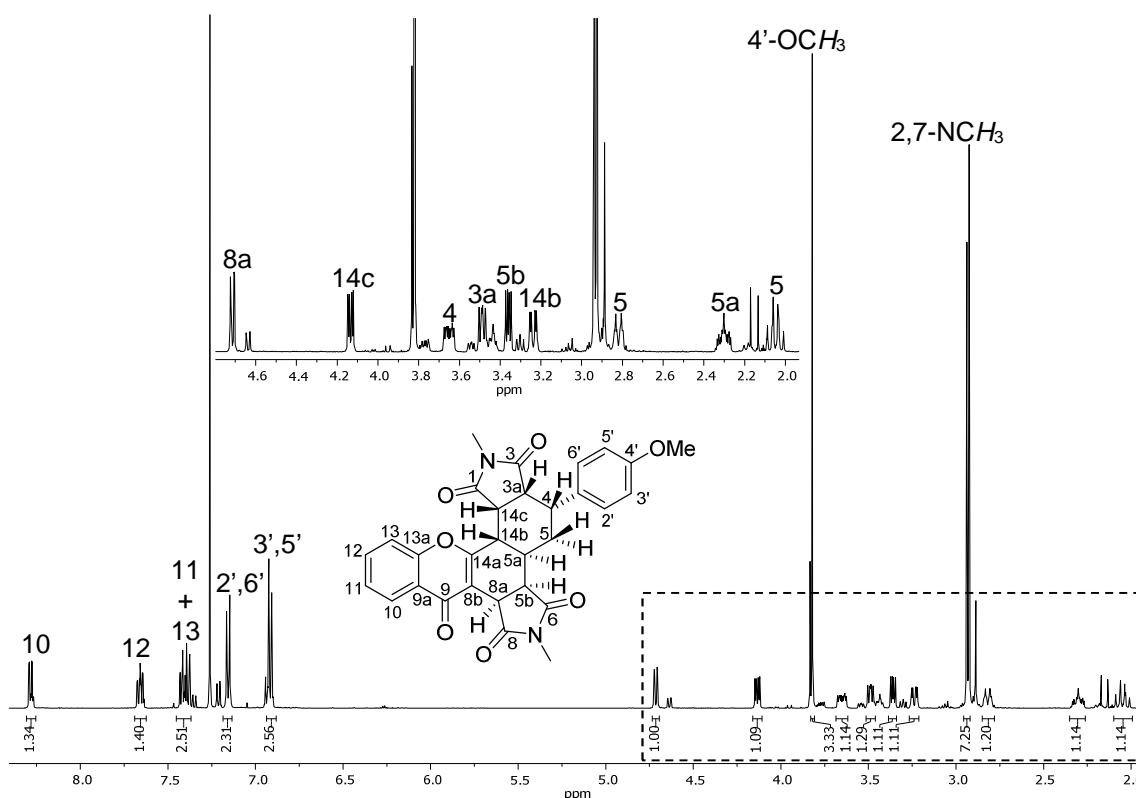 4'-OCH3
2,7-NCH3
8a
14c
4
3a
5b
14b
5
5a
5
4.6 4.4 4.2 4.0 3.8 3.6 3.4 3.2 3.0 2.8 2.6 2.4 2.2 2.0
ppm
N
O
O
3
1
3a
H
H
4
6'
5'
4'
OMe
3'
2'
H
14c
14b
H
H
5
H
5a
H
13
13a
O
12
14a
11
9a
9
8b
8a
5b
H
10
O
H
8
6
O
N
O
10
12
11
+
13
2',6'
3',5'
1.34
1.40
2.51
2.31
2.56
1.00
1.09
3.33
1.14
1.29
1.11
1.11
7.25
1.20
1.14
1.14
8.0 7.5 7.0 6.5 6.0 5.5 5.0 4.5 4.0 3.5 3.0 2.5 2.0
ppm